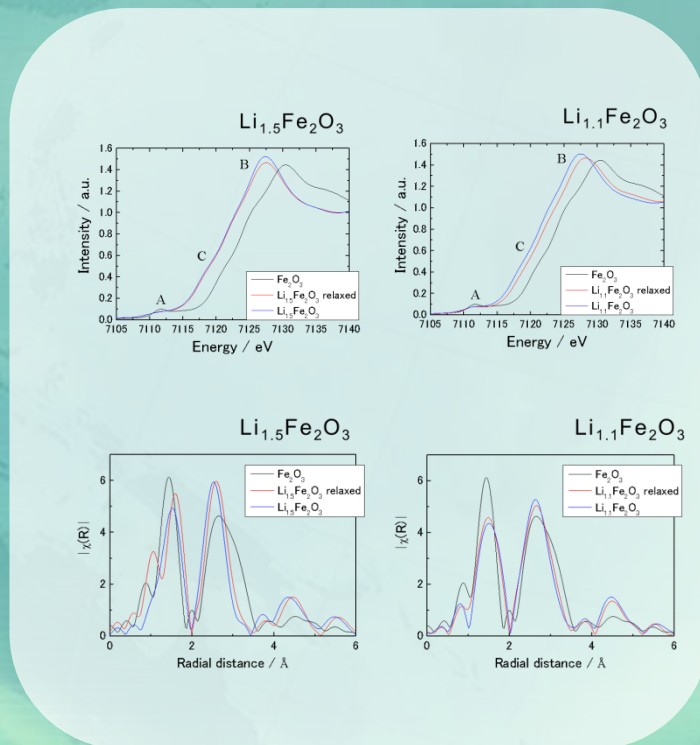 Li1.5Fe2O3
Intensity / a.u.
1.6
1.4
1.2
1.0
0.8
0.6
0.4
0.2
0.0
B
C
A
Fe2O3
Li1.5Fe2O3 relaxed
Li1.5Fe2O3
7105 7110 7115 7120 7125 7130 7135 7140
Energy / eV
Li1.1Fe2O3
Intensity / a.u.
1.6
1.4
1.2
1.0
0.8
0.6
0.4
0.2
0.0
B
C
A
Fe2O3
Li1.1Fe2O3 relaxed
Li1.1Fe2O3
7105 7110 7115 7120 7125 7130 7135 7140
Energy / eV
Li1.5Fe2O3
|χ(R)|
6
4
2
0
Fe2O3
Li1.5Fe2O3 relaxed
Li1.5Fe2O3
0 2 4 6
Radial distance / Å
Li1.1Fe2O3
|χ(R)|
6
4
2
0
Fe2O3
Li1.1Fe2O3 relaxed
Li1.1Fe2O3
0 2 4 6
Radial distance / Å